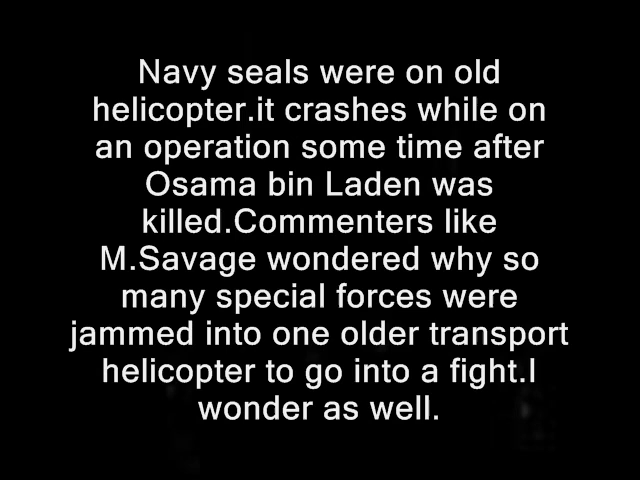 Navy seals were on old
helicopter.it crashes while on
an operation some time after
Osama bin Laden was
killed.Commenters like
M.Savage wondered why so
many special forces were
jammed into one older transport
helicopter to go into a fight.I
wonder as well.